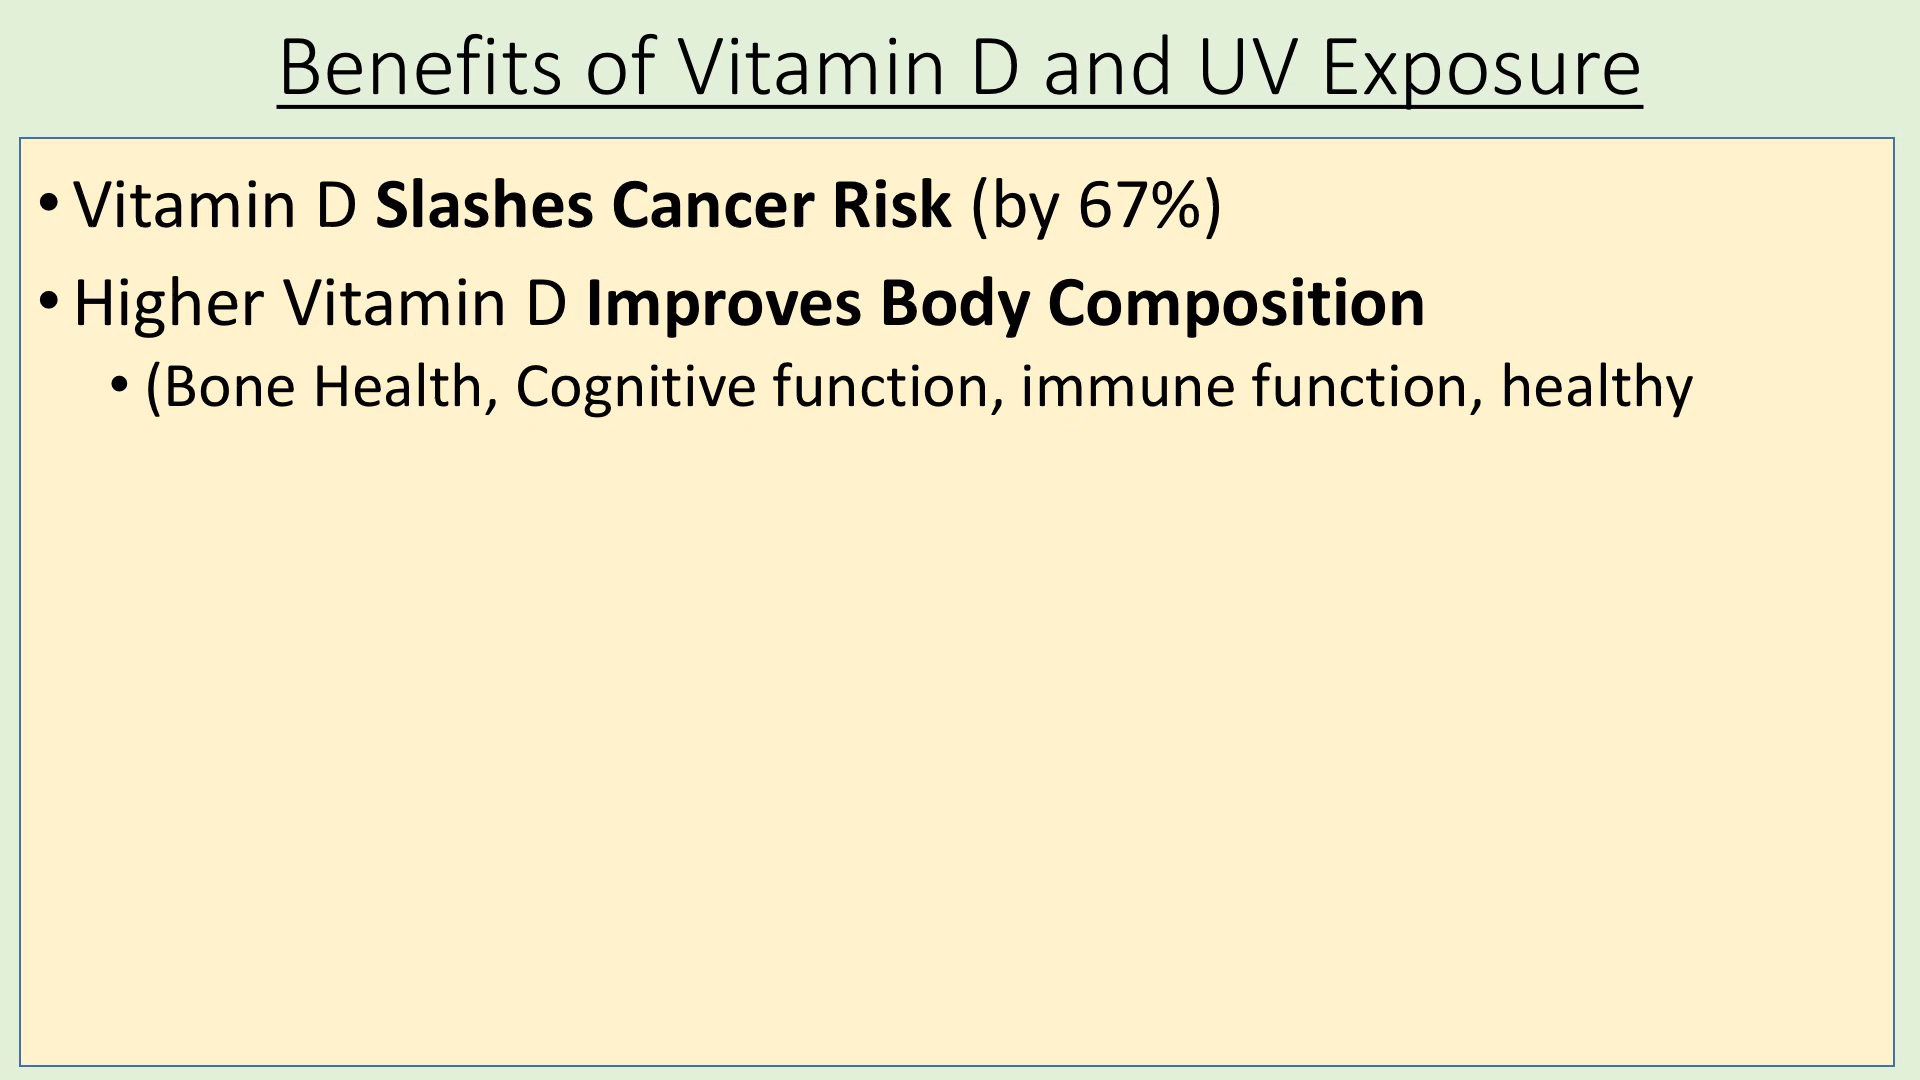 Benefits of Vitamin D and UV Exposure
• Vitamin D Slashes Cancer Risk (by 67%)
• Higher Vitamin D Improves Body Composition
• (Bone Health, Cognitive function, immune function, healthy